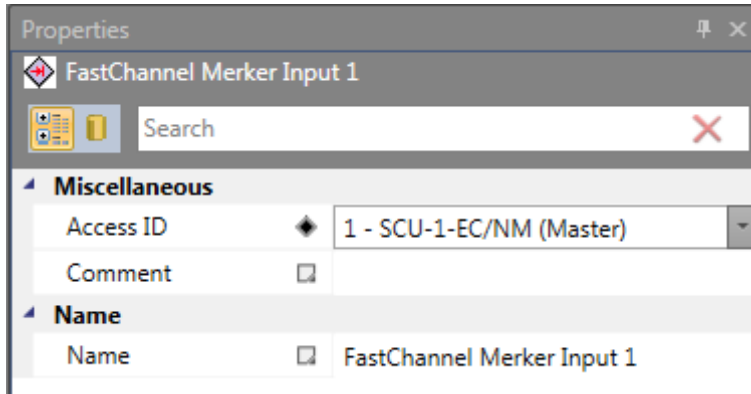 Properties
FastChannel Merker Input 1
Search
Miscellaneous
Access ID 1 - SCU-1-EC/NM (Master)
Comment
Name
Name FastChannel Merker Input 1